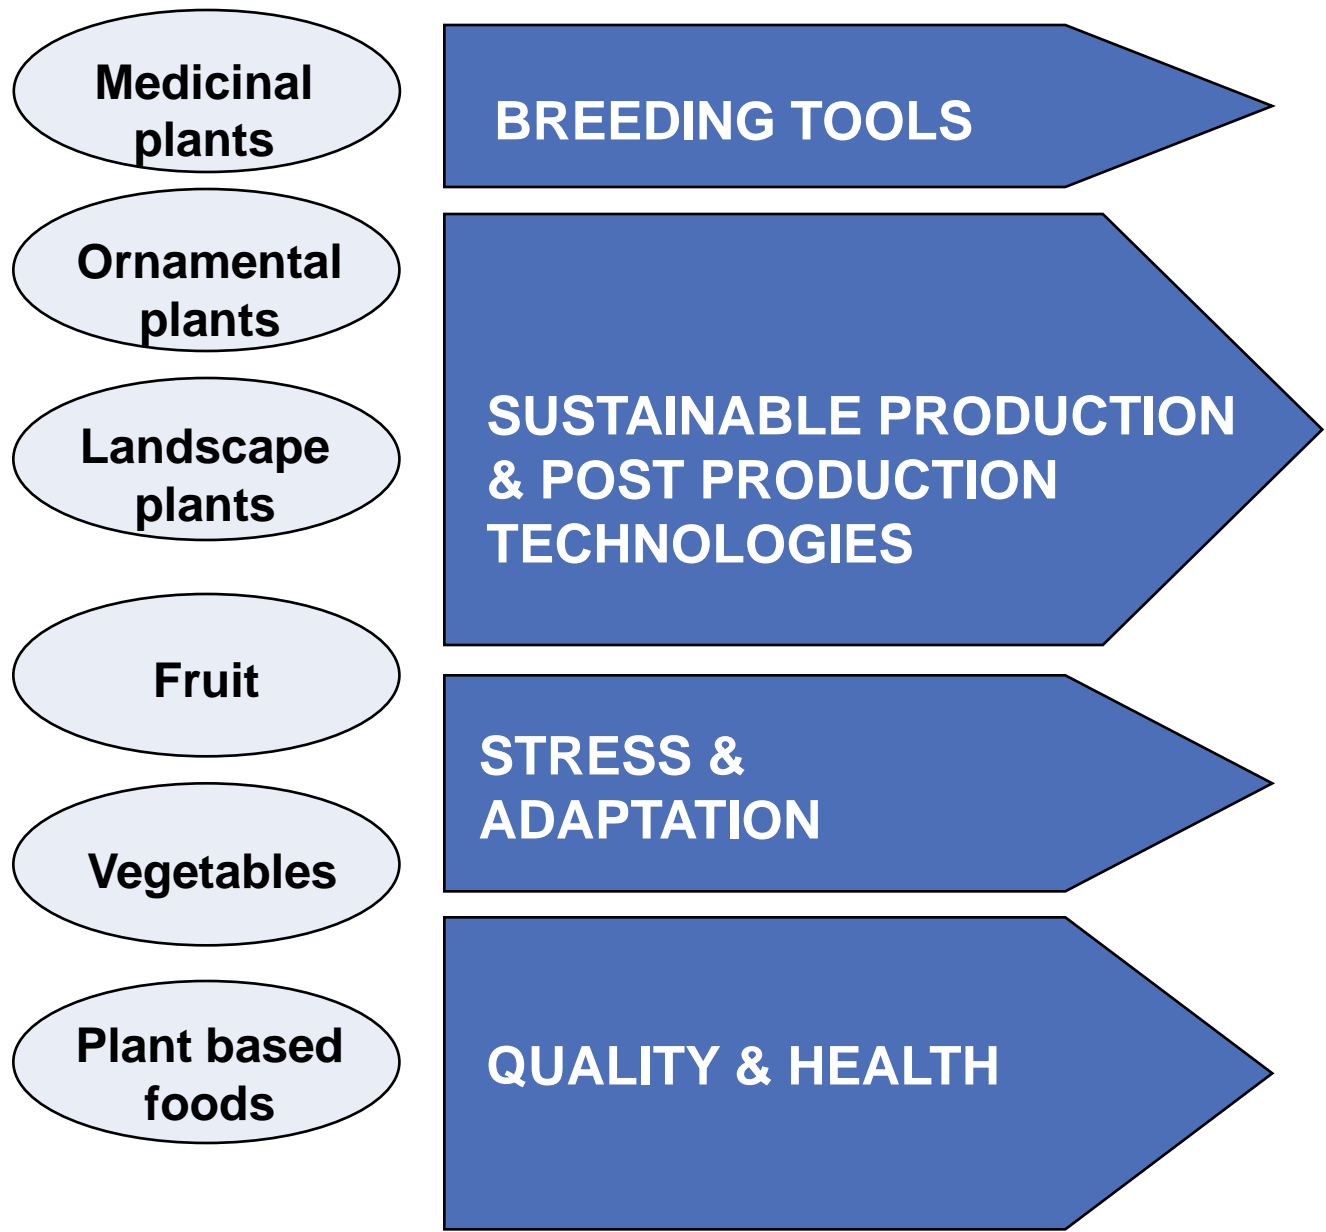 Medicinal
plants
Ornamental
plants
Landscape
plants
Fruit
Vegetables
Plant based
foods
BREEDING TOOLS
SUSTAINABLE PRODUCTION
& POST PRODUCTION
TECHNOLOGIES
STRESS &
ADAPTATION
QUALITY & HEALTH